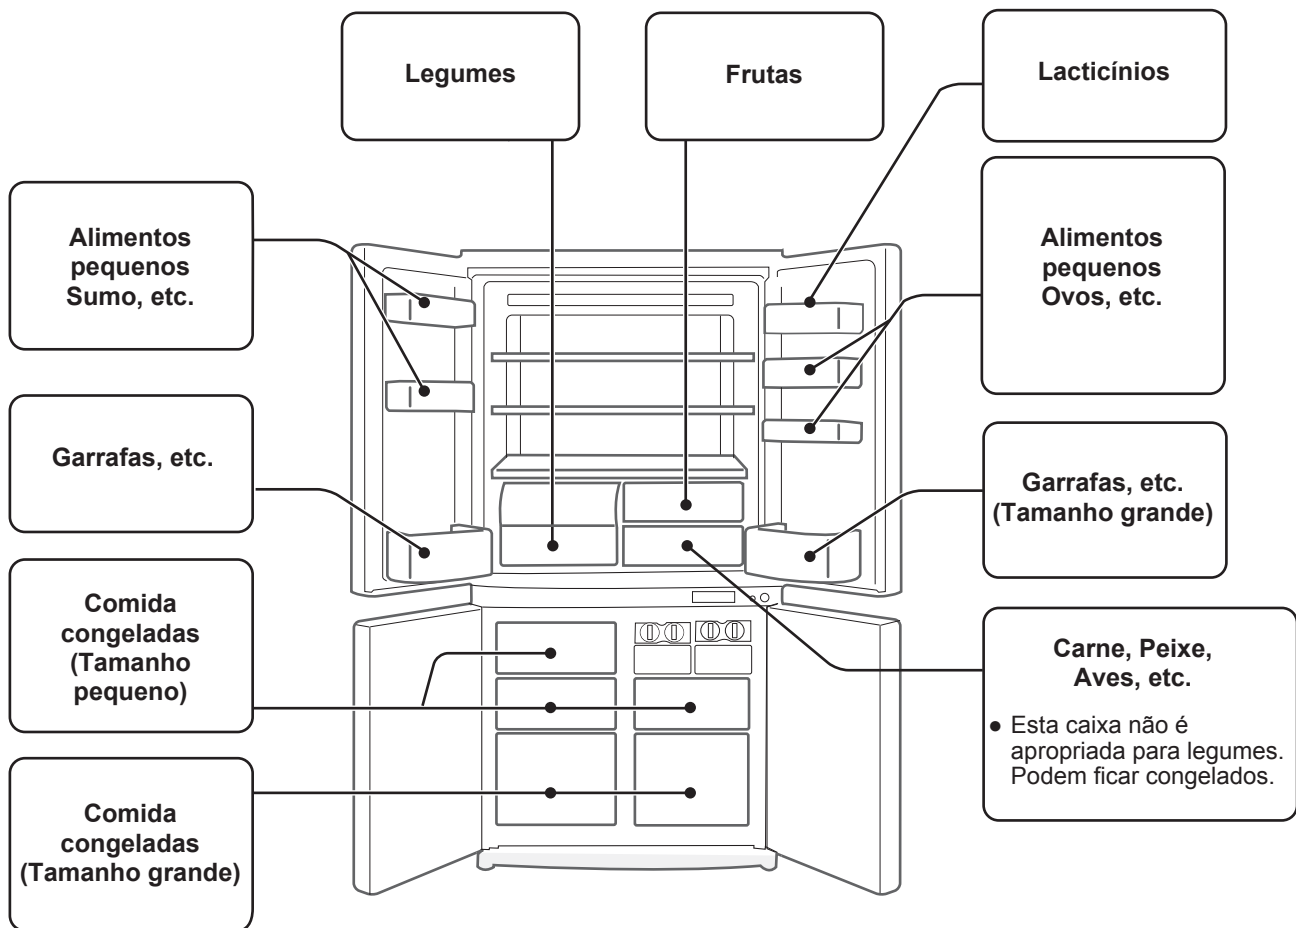 Legumes
Frutas
Lacticínios
Alimentos
pequenos
Sumo, etc.
Alimentos
pequenos
Ovos, etc.
Garrafas, etc.
Garrafas, etc.
(Tamanho grande)
Comida
congeladas
(Tamanho
pequeno)
Carne, Peixe,
Aves, etc.
● Esta caixa não é
apropriada para legumes.
Podem ficar congelados.
Comida
congeladas
(Tamanho grande)